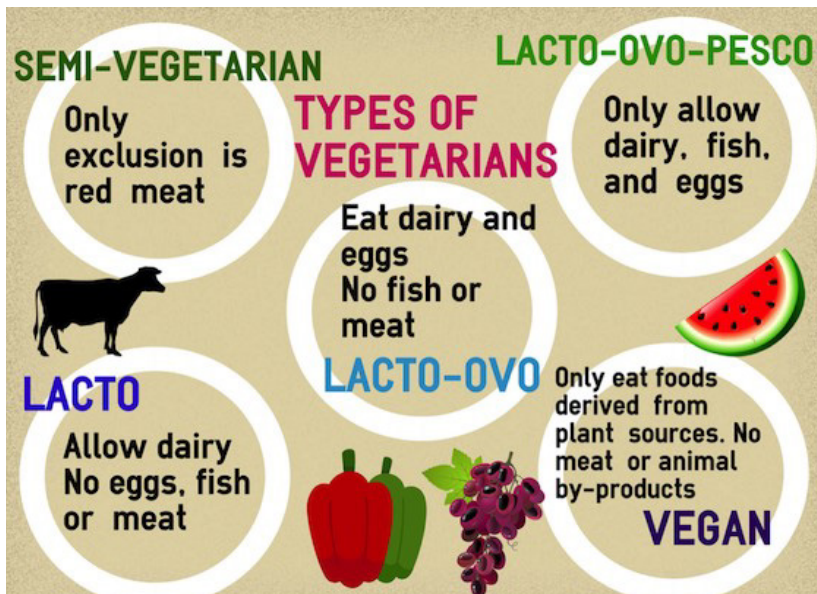 SEMI-VEGETARIAN
Only
exclusion is
red meat
TYPES OF
VEGETARIANS
LACTO-OVO-PESCO
Only allow
dairy, fish,
and eggs
Eat dairy and
eggs
No fish or
meat
LACTO-OVO
LACTO
Allow dairy
No eggs, fish
or meat
Only eat foods
derived from
plant sources. No
meat or animal
by-products
VEGAN